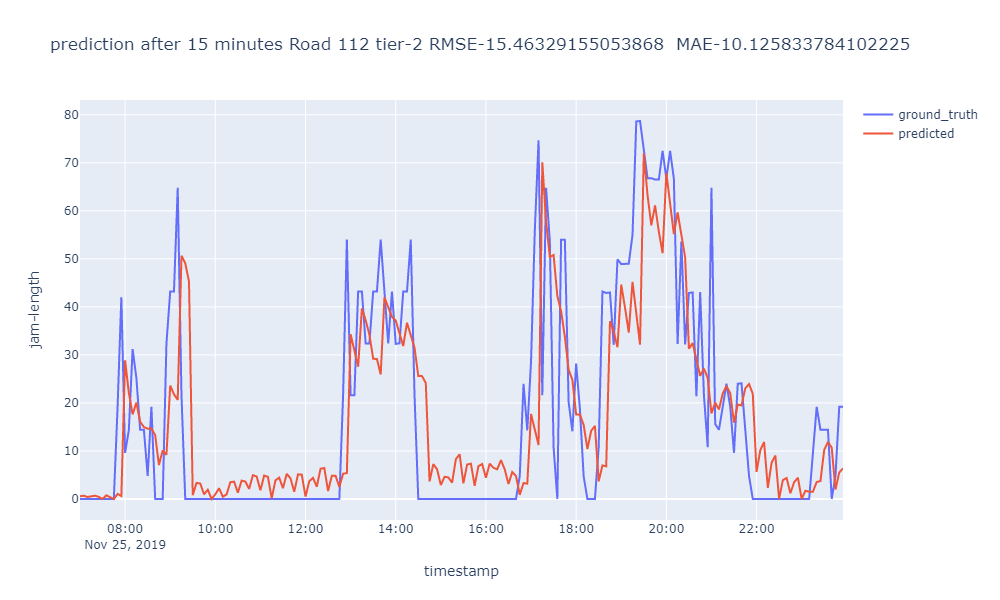 prediction after 15 minutes Road 112 tier-2 RMSE-15.46329155053868  MAE-10.125833784102225
ground_truth
predicted
80
70
60
50
40
30
20
10
0
jam-length
08:00 10:00 12:00 14:00 16:00 18:00 20:00 22:00
Nov 25, 2019
timestamp